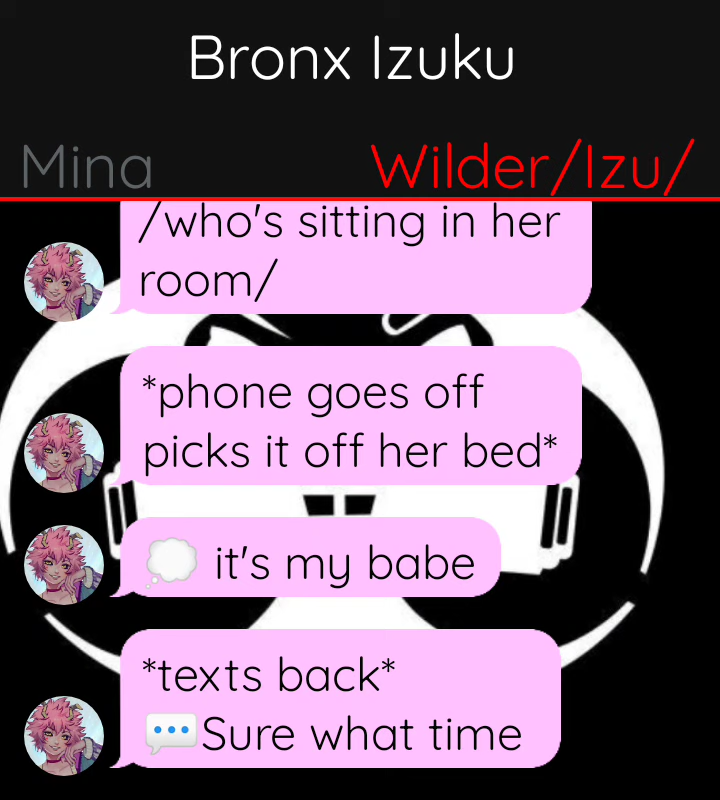 Bronx Izuku
Mina
Wilder/Izu/
/who's sitting in her
room/
*phone goes off
picks it off her bed*
💭 it's my babe
*texts back*
💬Sure what time